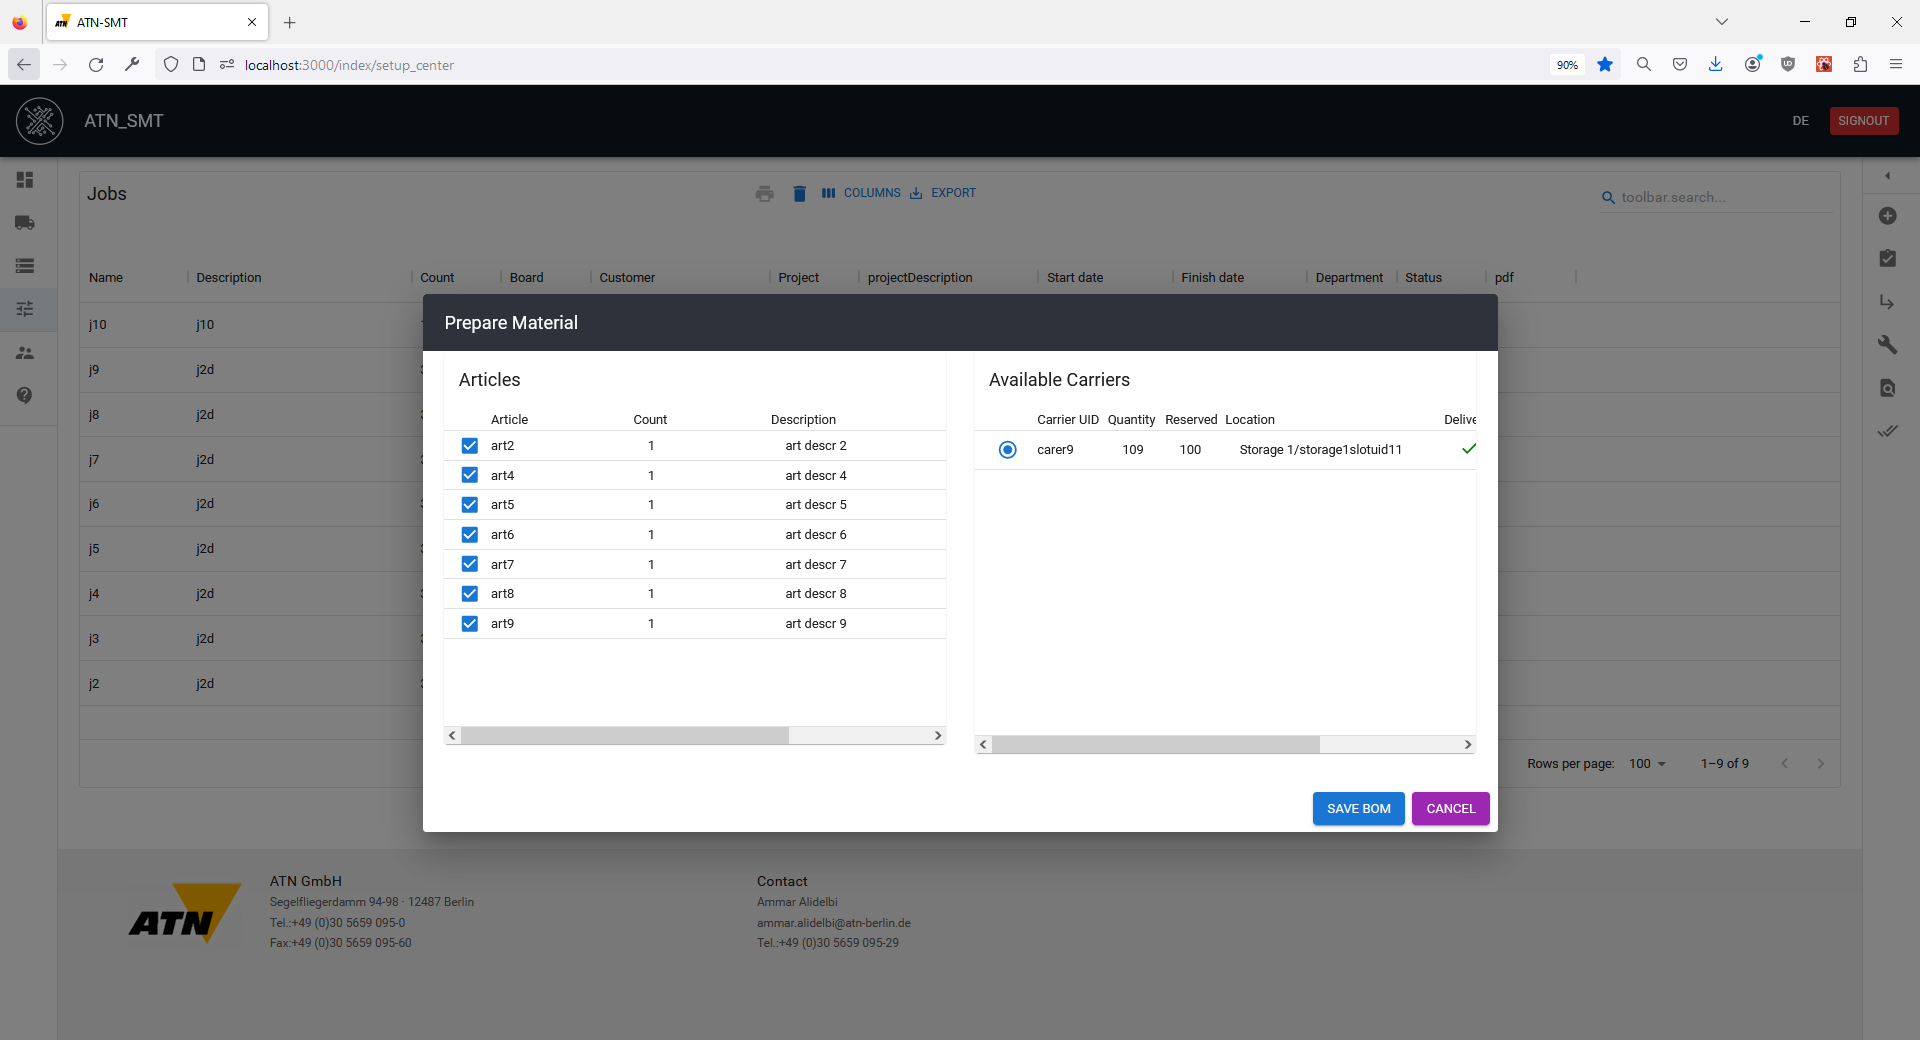 ATN-SMT
localhost:3000/index/setup_center
90%
ATN_SMT
DE
SIGNOUT
Jobs
COLUMNS
EXPORT
toolbar.search...
Name Description Count Board Customer Project projectDescription Start date Finish date Department Status pdf
j10 j10
j9 j2d
j8 j2d
j7 j2d
j6 j2d
j5 j2d
j4 j2d
j3 j2d
j2 j2d
Rows per page: 100 1–9 of 9
Prepare Material
Articles
Article Count Description
art2 1 art descr 2
art4 1 art descr 4
art5 1 art descr 5
art6 1 art descr 6
art7 1 art descr 7
art8 1 art descr 8
art9 1 art descr 9
Available Carriers
Carrier UID Quantity Reserved Location Delive
carer9 109 100 Storage 1/storage1slotuid11
SAVE BOM
CANCEL
ATN
ATN GmbH
Segelfliegerdamm 94-98 · 12487 Berlin
Tel.:+49 (0)30 5659 095-0
Fax:+49 (0)30 5659 095-60
Contact
Ammar Alidelbi
ammar.alidelbi@atn-berlin.de
Tel.:+49 (0)30 5659 095-29